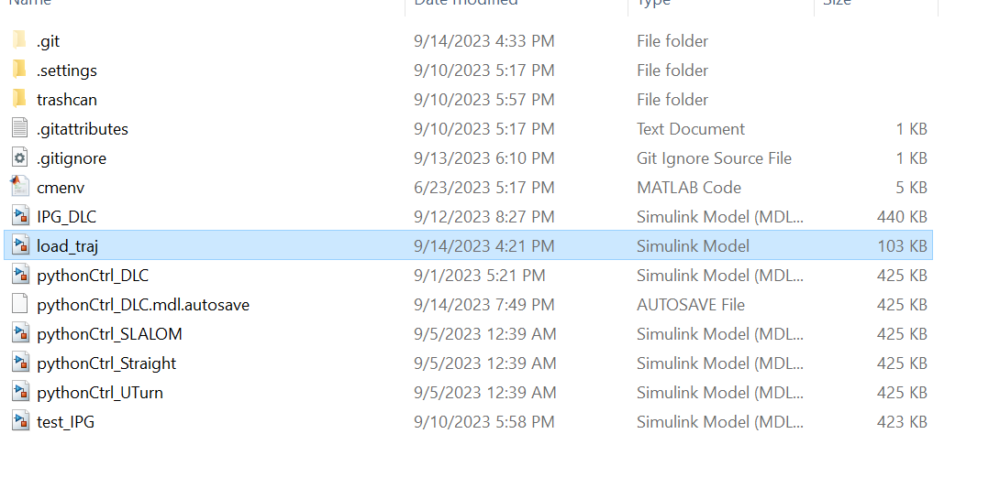 Name Date modified Type Size
.git 9/14/2023 4:33 PM File folder
.settings 9/10/2023 5:17 PM File folder
trashcan 9/10/2023 5:57 PM File folder
.gitattributes 9/10/2023 5:17 PM Text Document 1 KB
.gitignore 9/13/2023 6:10 PM Git Ignore Source File 1 KB
cmenv 6/23/2023 5:17 PM MATLAB Code 5 KB
IPG_DLC 9/12/2023 8:27 PM Simulink Model (MDL... 440 KB
load_traj 9/14/2023 4:21 PM Simulink Model 103 KB
pythonCtrl_DLC 9/1/2023 5:21 PM Simulink Model (MDL... 425 KB
pythonCtrl_DLC.mdl.autosave 9/14/2023 7:49 PM AUTOSAVE File 425 KB
pythonCtrl_SLALOM 9/5/2023 12:39 AM Simulink Model (MDL... 425 KB
pythonCtrl_Straight 9/5/2023 12:39 AM Simulink Model (MDL... 425 KB
pythonCtrl_UTurn 9/5/2023 12:39 AM Simulink Model (MDL... 425 KB
test_IPG 9/10/2023 5:58 PM Simulink Model (MDL... 423 KB